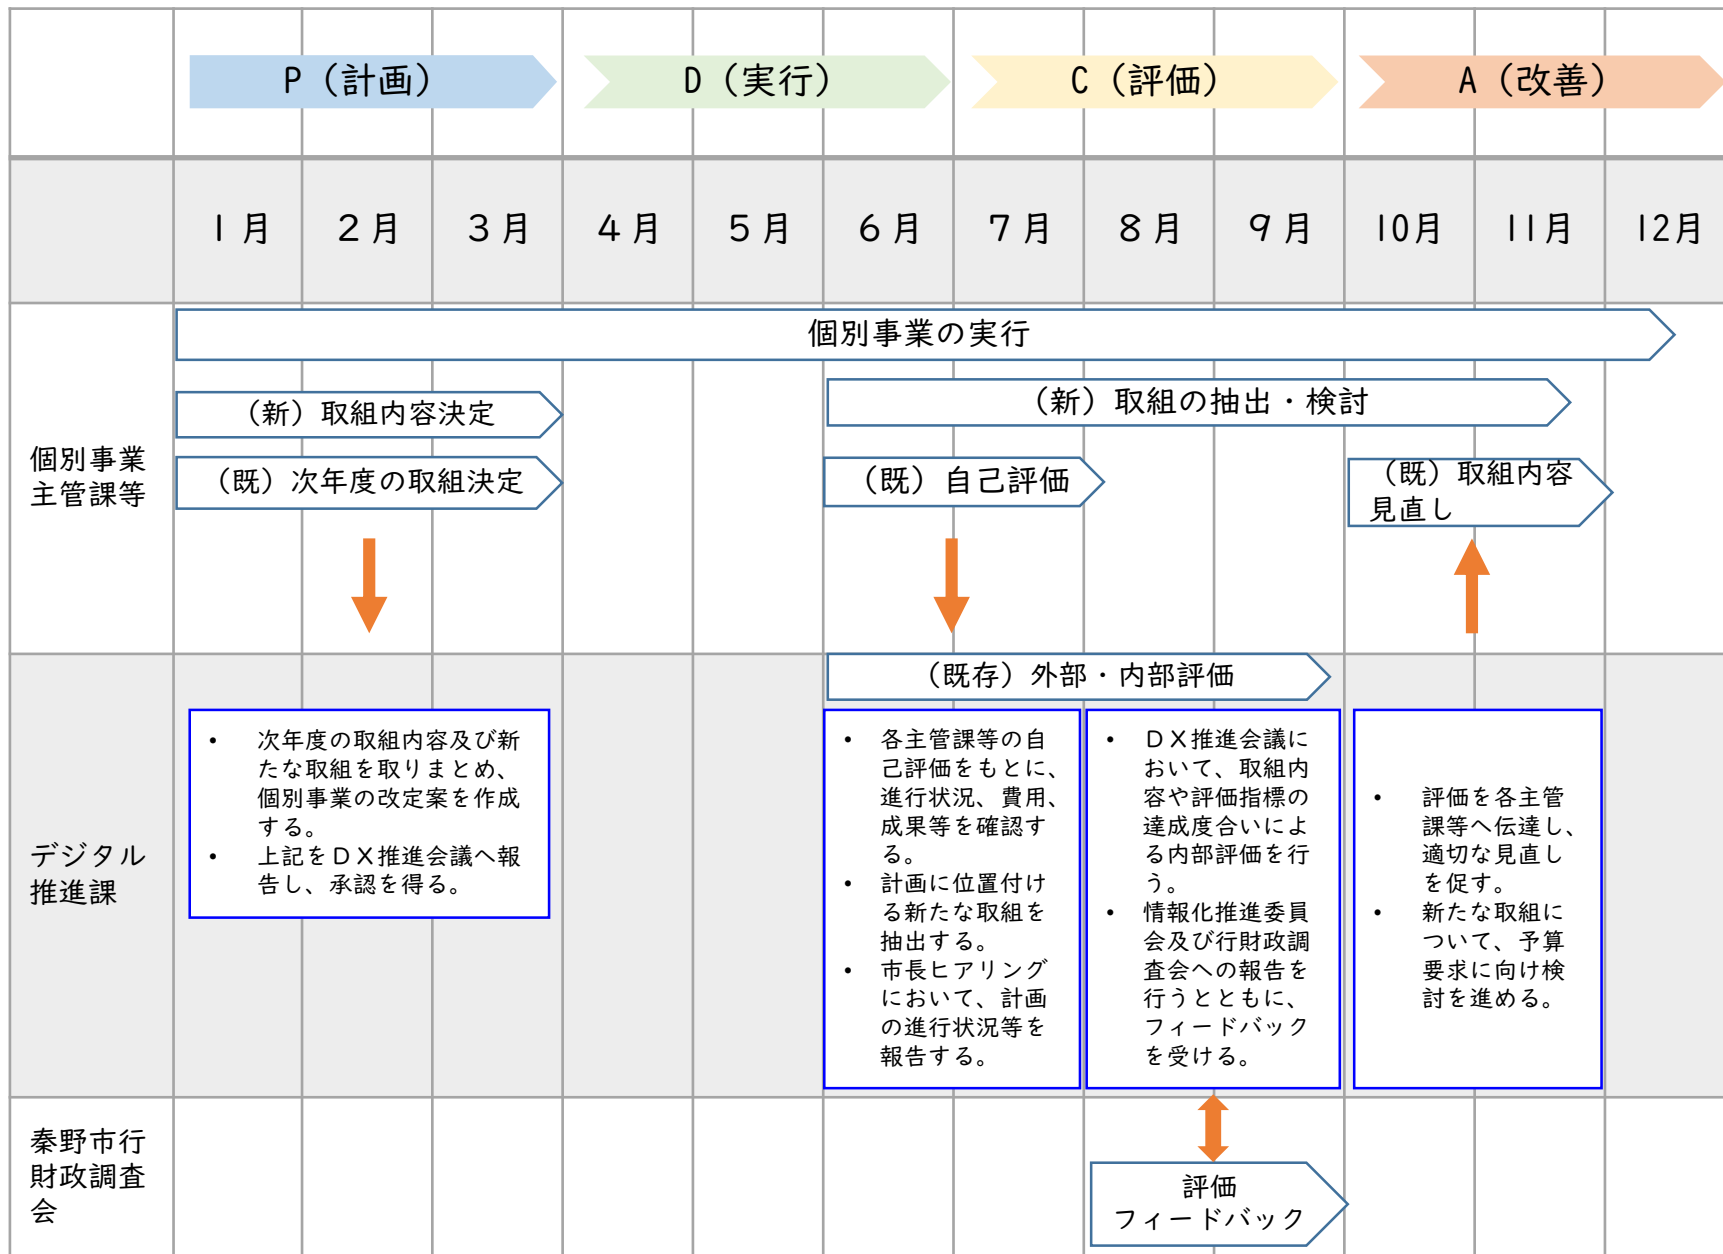 P（計画）
D（実行）
C（評価）
A（改善）
1月
2月
3月
4月
5月
6月
7月
8月
9月
10月
11月
12月
個別事業
主管課等
個別事業の実行
（新）取組内容決定
（新）取組の抽出・検討
（既）次年度の取組決定
（既）自己評価
（既）取組内容
見直し
デジタル
推進課
（既存）外部・内部評価
• 次年度の取組内容及び新
たな取組を取りまとめ、
個別事業の改定案を作成
する。
• 上記をＤＸ推進会議へ報
告し、承認を得る。
• 各主管課等の自
己評価をもとに、
進行状況、費用、
成果等を確認す
る。
• 計画に位置付け
る新たな取組を
抽出する。
• 市長ヒアリング
において、計画
の進行状況等を
報告する。
• ＤＸ推進会議に
おいて、取組内
容や評価指標の
達成度合いによ
る内部評価を行
う。
• 情報化推進委員
会及び行財政調
査会への報告を
行うとともに、
フィードバック
を受ける。
• 評価を各主管
課等へ伝達し、
適切な見直し
を促す。
• 新たな取組に
ついて、予算
要求に向け検
討を進める。
秦野市行
財政調査
会
評価
フィードバック